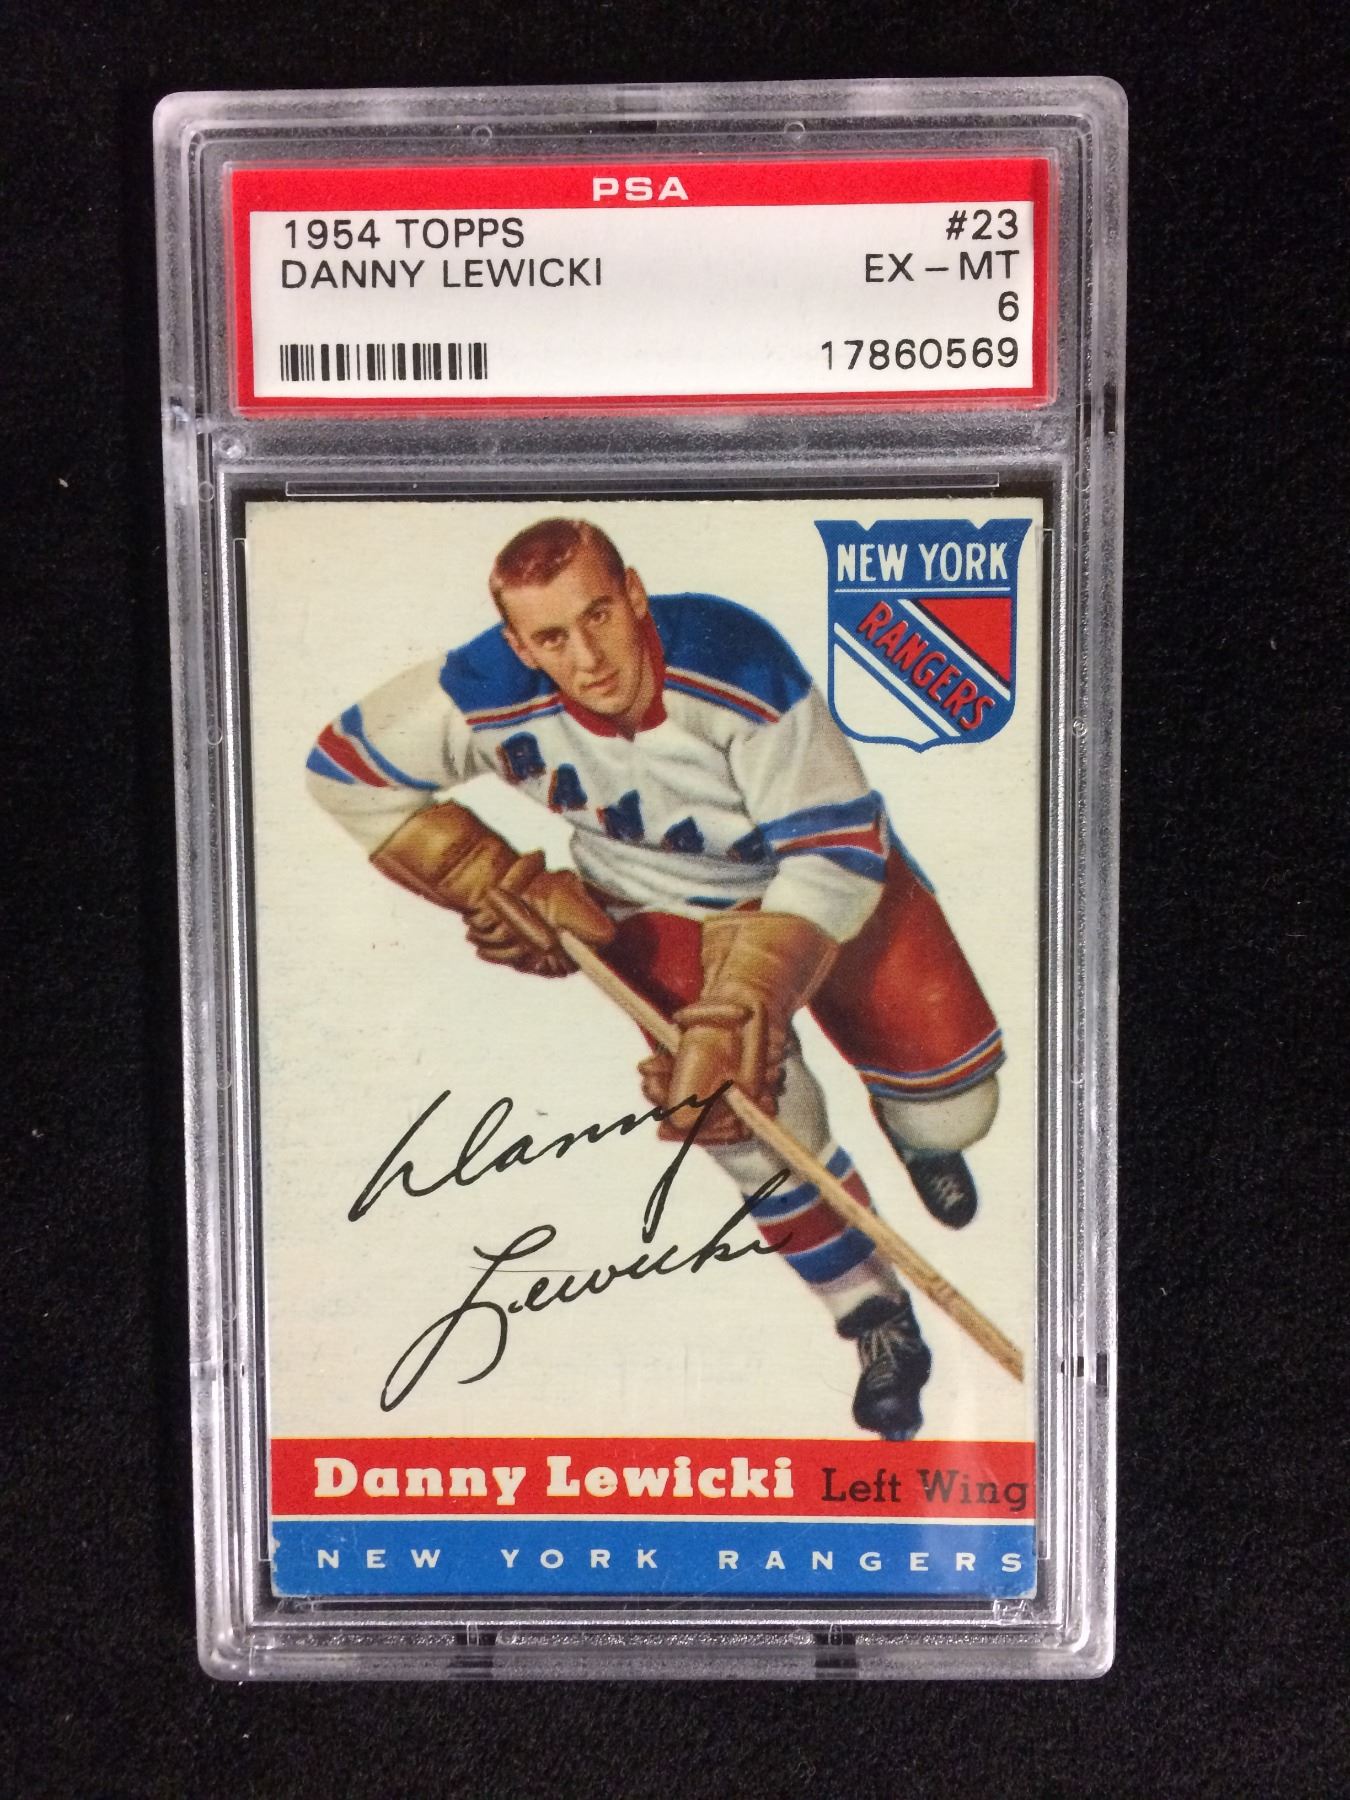 PSA
1954 TOPPS #23
DANNY LEWICKI EX - MT
6
17860569
NEW YORK
RANGERS
Danny
Lewicki
Danny Lewicki Left Wing
NEW YORK RANGERS